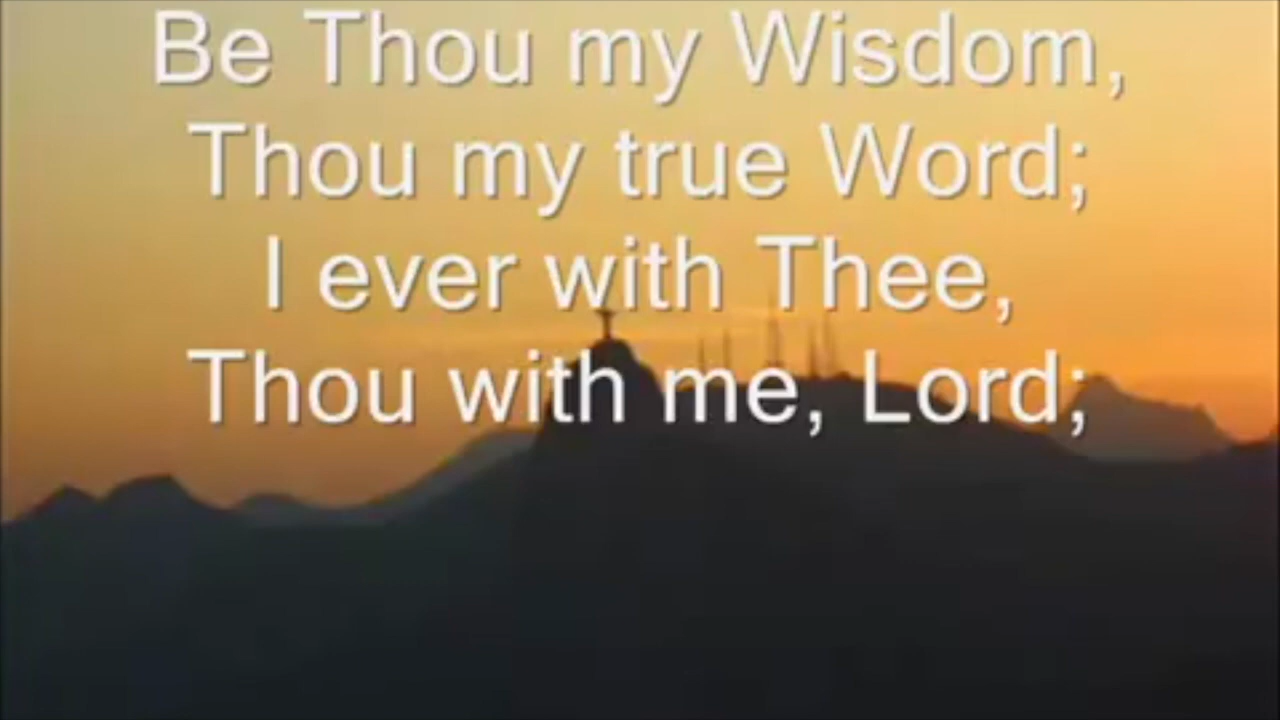 Be Thou my Wisdom,
Thou my true Word;
I ever with Thee,
Thou with me, Lord;